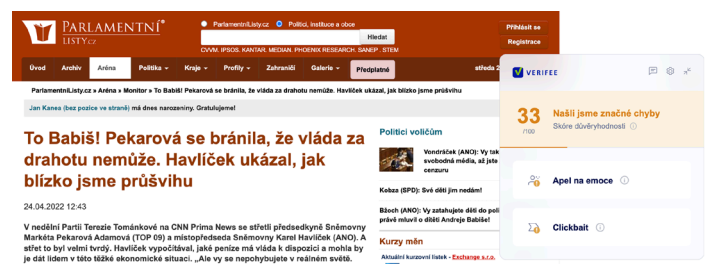 PARLAMENTNÍ
LISTY CZ
ParlamentníListy.cz Politici, instituce a obce
Hledat
CVVM. IPSOS. KANTAR. MEDIAN. PHOENIX RESEARCH. SANEP. STEM
Přihlásit se
Registrace
Úvod Archiv Aréna Politika Kraje Profily Zahraničí Galerie Předplatné středa 2
ParlamentníListy.cz » Aréna » Monitor » To Babiš! Pekarová se bránila, že vláda za drahotu nemůže. Havlíček ukázal, jak blízko jsme průšvihu
Jan Kanes (bez pozice ve straně) má dnes narozeniny. Gratulujeme!
To Babiš! Pekarová se bránila, že vláda za
drahotu nemůže. Havlíček ukázal, jak
blízko jsme průšvihu
24.04.2022 12:43
V nedělní Partii Terezie Tománkové na CNN Prima News se střetli předsedkyně Sněmovny
Markéta Pekarová Adamová (TOP 09) a místopředseda Sněmovny Karel Havlíček (ANO). A
střet to byl velmi tvrdý. Havlíček vypočítával, jaké peníze má vláda k dispozici a mohla by
je dát lidem v této těžké ekonomické situaci. „Ale vy se nepohybujete v reálném světě.
Politici voličům
Vondráček (ANO): Vy tak
svobodná média, až jste
cenzuru
Kobza (SPD): Své děti jim nedám!
Bžoch (ANO): Vy zatahujete děti do poli
právě mluvil o dítěti Andreje Babiše!
Kurzy měn
Aktuální kurzovní lístek - Exchange s.r.o.
VERIFEE
33
/100
Našli jsme značné chyby
Skóre důvěryhodnosti
Apel na emoce
Clickbait